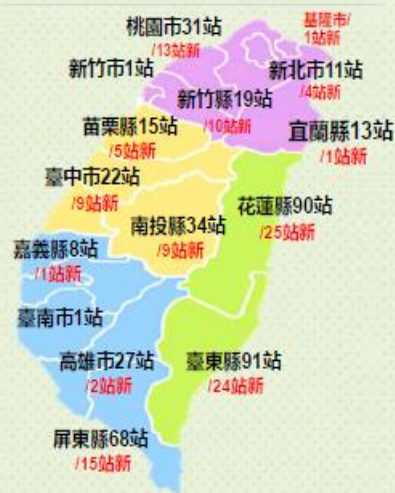 桃園市31站
/13站新
基隆市/
1站新
新竹市1站
新北市11站
/4站新
新竹縣19站
/10站新
苗栗縣15站
/5站新
宜蘭縣13站
/1站新
臺中市22站
/9站新
南投縣34站
/9站新
花蓮縣90站
/25站新
嘉義縣8站
/1站新
臺南市1站
高雄市27站
/2站新
臺東縣91站
/24站新
屏東縣68站
/15站新